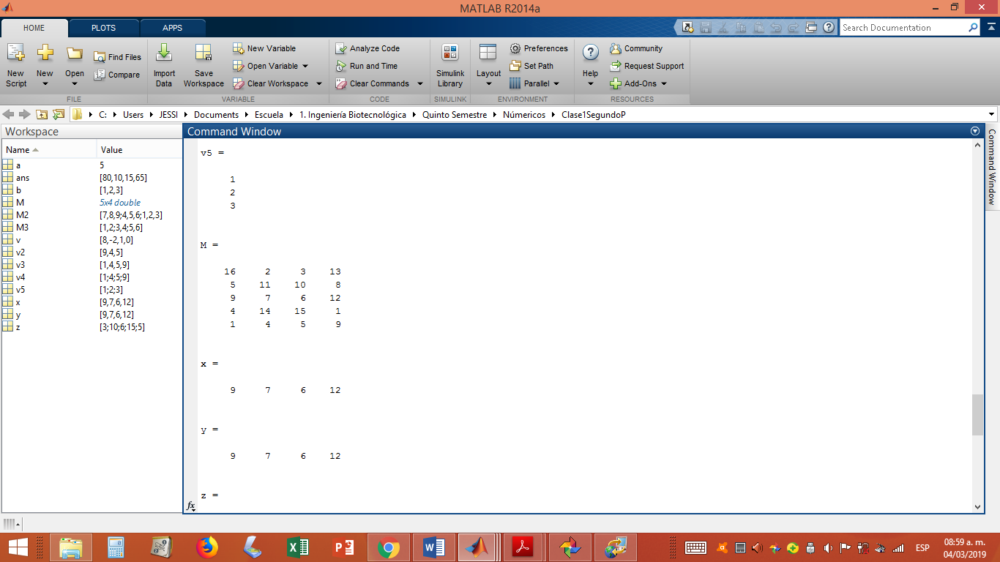 MATLAB R2014a
HOME PLOTS APPS
Search Documentation
New Script
New
Open
Find Files
Compare
FILE
Import Data
Save Workspace
New Variable
Open Variable
Clear Workspace
VARIABLE
Analyze Code
Run and Time
Clear Commands
CODE
Simulink Library
SIMULINK
Layout
Preferences
Set Path
Parallel
ENVIRONMENT
Help
Community
Request Support
Add-Ons
RESOURCES
C: Users JESSI Documents Escuela 1. Ingeniería Biotecnológica Quinto Semestre Númericos Clase1SegundoP
Workspace
Name Value
a 5
ans [80,10,15,65]
b [1,2,3]
M 5x4 double
M2 [7,8,9;4,5,6;1,2,3]
M3 [1,2;3,4;5,6]
v [8,-2,1,0]
v2 [9,4,5]
v3 [1,4,5,9]
v4 [1;4;5;9]
v5 [1;2;3]
x [9,7,6,12]
y [9,7,6,12]
z [3;10;6;15;5]
Command Window
v5 =
1
2
3
M =
16 2 3 13
5 11 10 8
9 7 6 12
4 14 15 1
1 4 5 9
x =
9 7 6 12
y =
9 7 6 12
z =
fx
Command Window
ESP
08:59 a. m.
04/03/2019